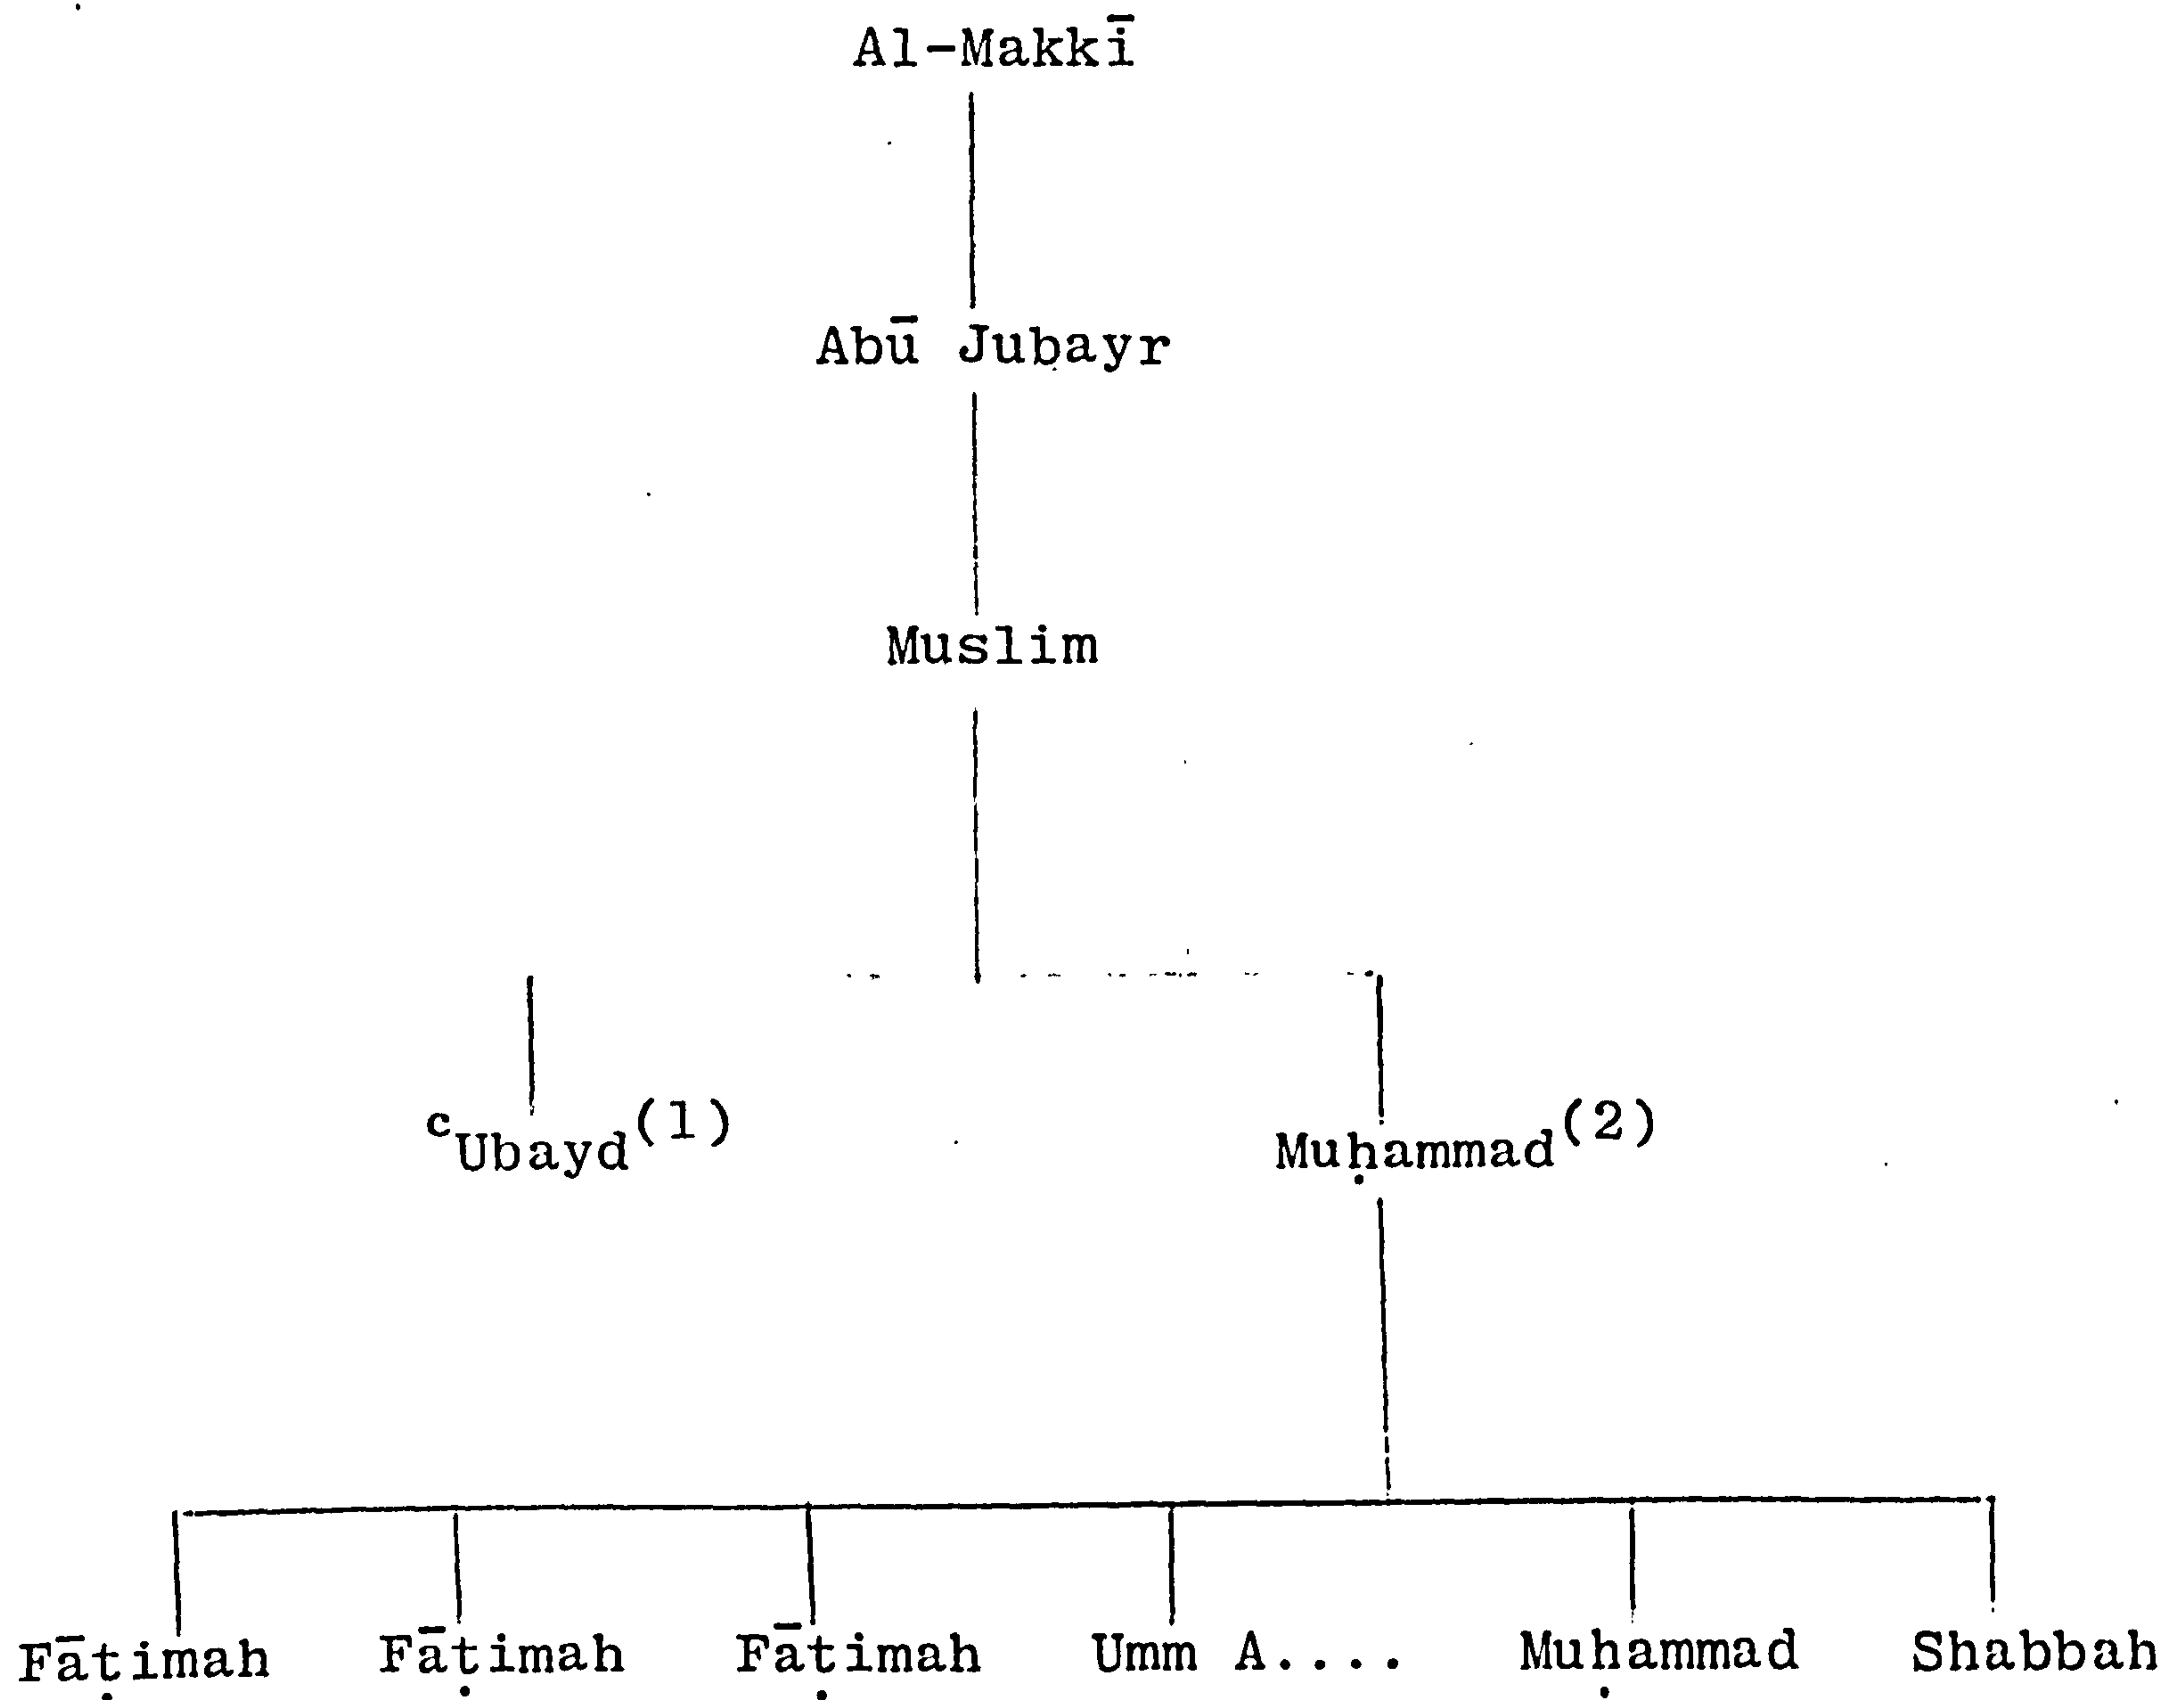 Al-Makkī
Abū Jubayr
Muslim
ᶜUbayd(1) Muḥammad(2)
Fāṭimah Fāṭimah Fāṭimah Umm A.... Muḥammad Shabbah